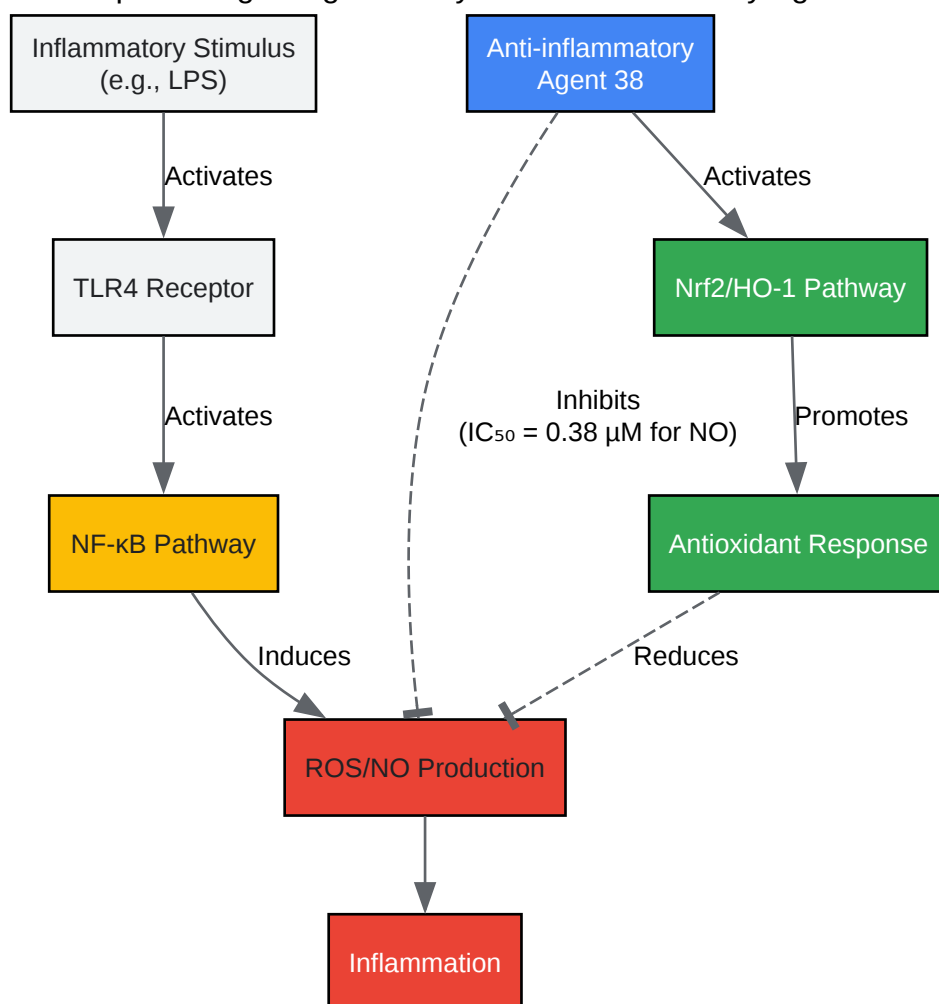 Inflammatory Stimulus
(e.g., LPS)
Anti-inflammatory
Agent 38
Activates
Activates
TLR4 Receptor
Nrf2/HO-1 Pathway
Activates
Inhibits
(IC₅₀ = 0.38 µM for NO)
Promotes
NF-κB Pathway
Antioxidant Response
Induces
Reduces
ROS/NO Production
Inflammation